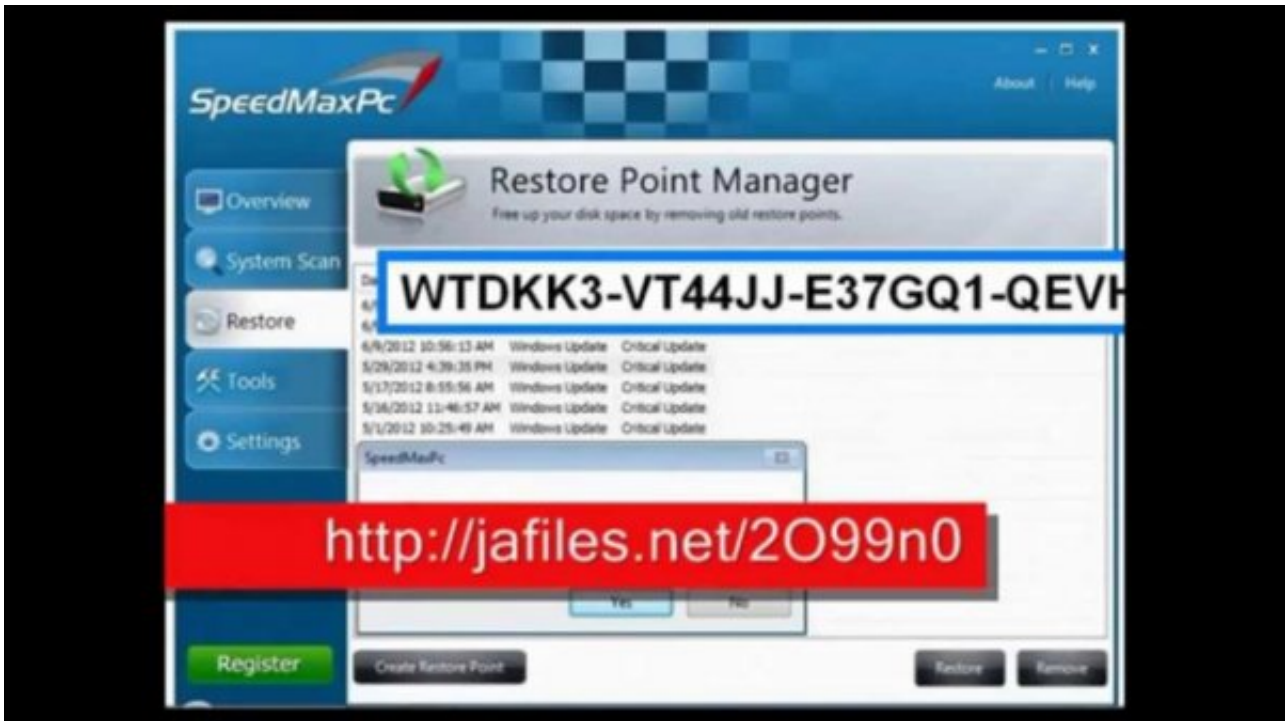 About Help
SpeedMaxPc
Restore Point Manager
Free up your disk space by removing old restore points.
Overview
System Scan
Restore
Tools
Settings
WTDKK3-VT44JJ-E37GQ1-QEVH
6/9/2012 10:56:13 AM Windows Update Critical Update
5/29/2012 4:39:35 PM Windows Update Critical Update
5/17/2012 8:55:56 AM Windows Update Critical Update
5/16/2012 11:46:57 AM Windows Update Critical Update
5/1/2012 10:25:49 AM Windows Update Critical Update
SpeedMaxPc
http://jafiles.net/2O99n0
Yes No
Register
Create Restore Point
Restore Remove